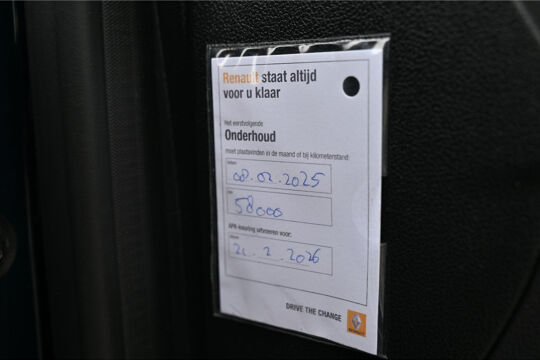 Renault staat altijd
voor u klaar
Het eerstvolgende
Onderhoud
moet plaatsvinden in de maand of bij kilometerstand:
08.02.2025
58000
APK-keuring uitvoeren voor:
2.2026
DRIVE THE CHANGE